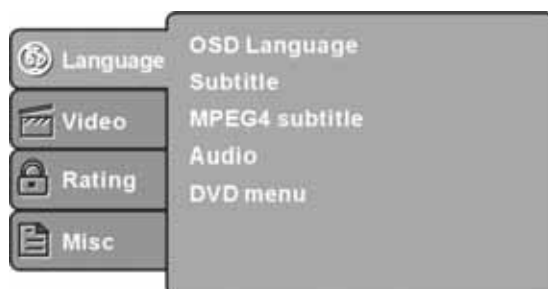 Language
Video
Rating
Misc
OSD Language
Subtitle
MPEG4 subtitle
Audio
DVD menu